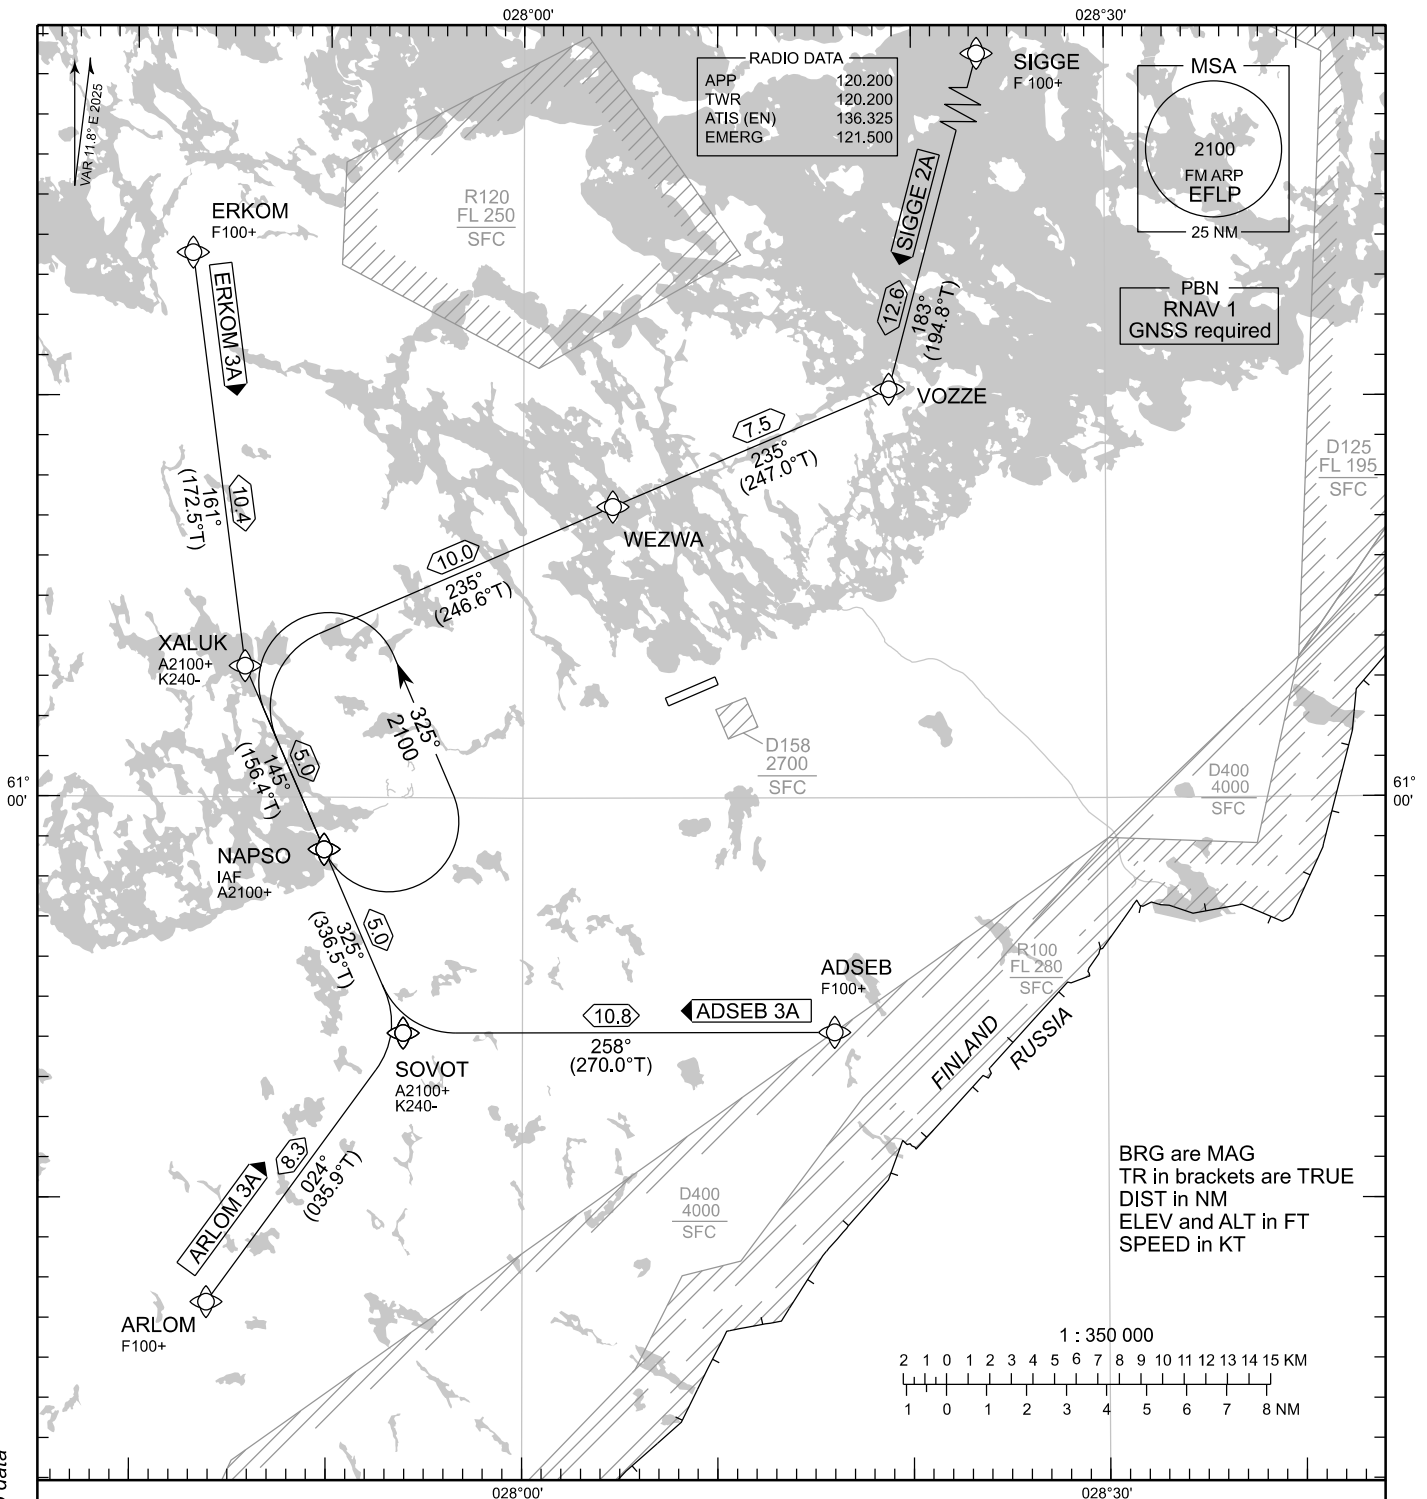 028°00'
028°30'
VAR 11.8° E 2025
RADIO DATA
APP 120.200
TWR 120.200
ATIS (EN) 136.325
EMERG 121.500
SIGGE
F 100+
MSA
2100
FM ARP
EFLP
25 NM
R120
FL 250
SFC
SIGGE 2A
ERKOM
F100+
ERKOM 3A
12.6
183°
(194.8°T)
PBN
RNAV 1
GNSS required
VOZZE
7.5
235°
(247.0°T)
D125
FL 195
SFC
10.4
161°
(172.5°T)
WEZWA
10.0
235°
(246.6°T)
XALUK
A2100+
K240-
325°
2100
5.0
145°
(156.4°T)
D158
2700
SFC
D400
4000
SFC
61°
00'
61°
00'
NAPSO
IAF
A2100+
5.0
325°
(336.5°T)
R100
FL 280
SFC
ADSEB
F100+
ADSEB 3A
10.8
258°
(270.0°T)
FINLAND
RUSSIA
SOVOT
A2100+
K240-
8.3
024°
(035.9°T)
ARLOM 3A
D400
4000
SFC
BRG are MAG
TR in brackets are TRUE
DIST in NM
ELEV and ALT in FT
SPEED in KT
ARLOM
F100+
1 : 350 000
2 1 0 1 2 3 4 5 6 7 8 9 10 11 12 13 14 15 KM
1 0 1 2 3 4 5 6 7 8 NM
data
028°00'
028°30'